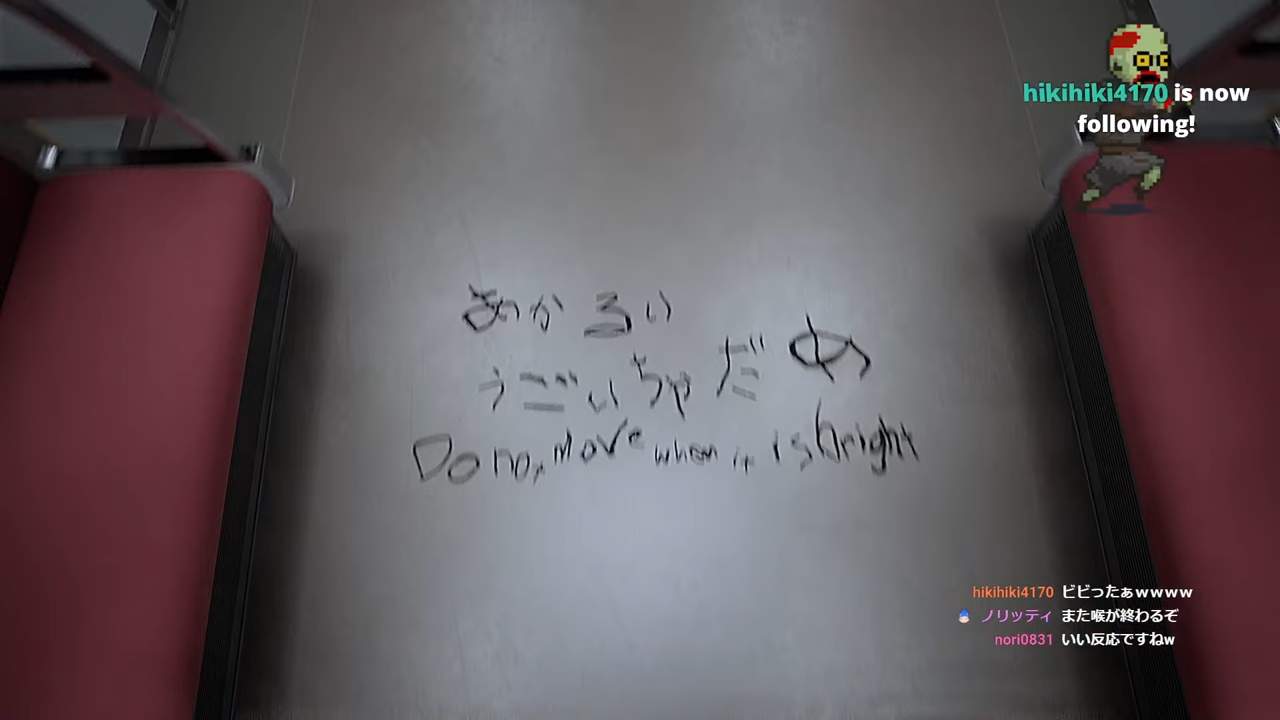 hikihiki4170 is now
following!
あかるい
うごいちゃだめ
Do not move when it is bright
hikihiki4170 ビビったぁwwww
ノリッティ また喉が終わるぞ
nori0831 いい反応ですねw